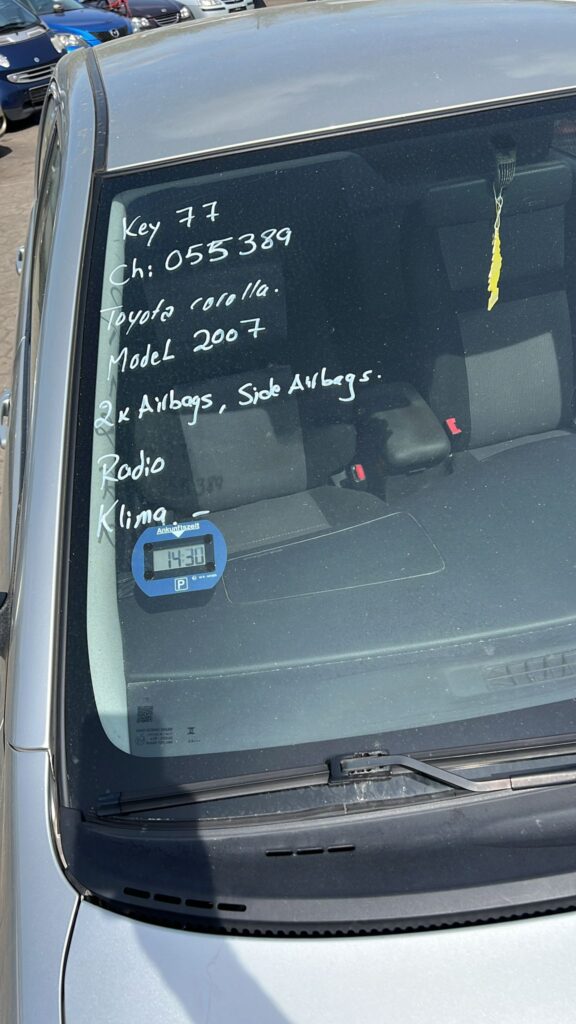 Key 77
Ch: 055389
Toyota corolla.
Model 2007
2x Airbags, Side Airbags.
Radio
Klima. -
Ankunftszeit
14:30
P